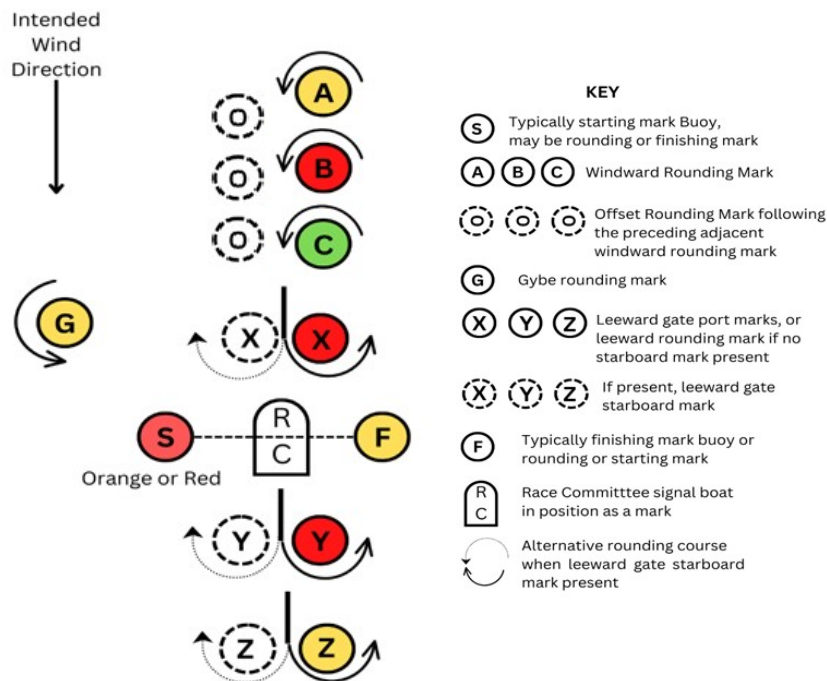 Intended
Wind
Direction
A
O
B
O
C
O
G
X
X
S
R
C
F
Orange or Red
Y
Y
Z
Z
KEY
S
Typically starting mark Buoy,
may be rounding or finishing mark
A B C Windward Rounding Mark
O O O
Offset Rounding Mark following
the preceding adjacent
windward rounding mark
G Gybe rounding mark
X Y Z
Leeward gate port marks, or
leeward rounding mark if no
starboard mark present
X Y Z
If present, leeward gate
starboard mark
F
Typically finishing mark buoy or
rounding or starting mark
R
C
Race Committtee signal boat
in position as a mark
Alternative rounding course
when leeward gate starboard
mark present